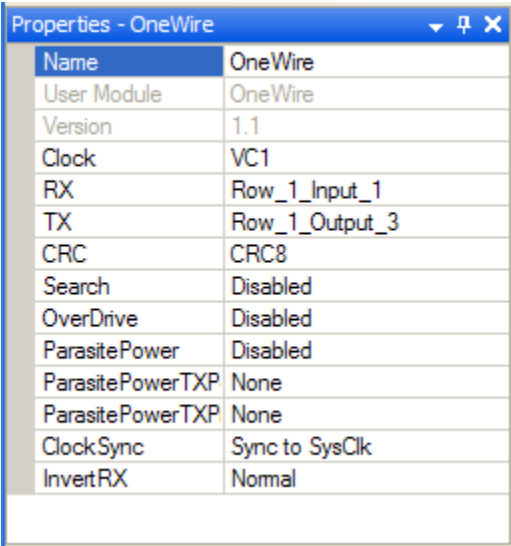 Properties - OneWire
Name OneWire
User Module OneWire
Version 1.1
Clock VC1
RX Row_1_Input_1
TX Row_1_Output_3
CRC CRC8
Search Disabled
OverDrive Disabled
ParasitePower Disabled
ParasitePowerTXP None
ParasitePowerTXP None
ClockSync Sync to SysClk
InvertRX Normal